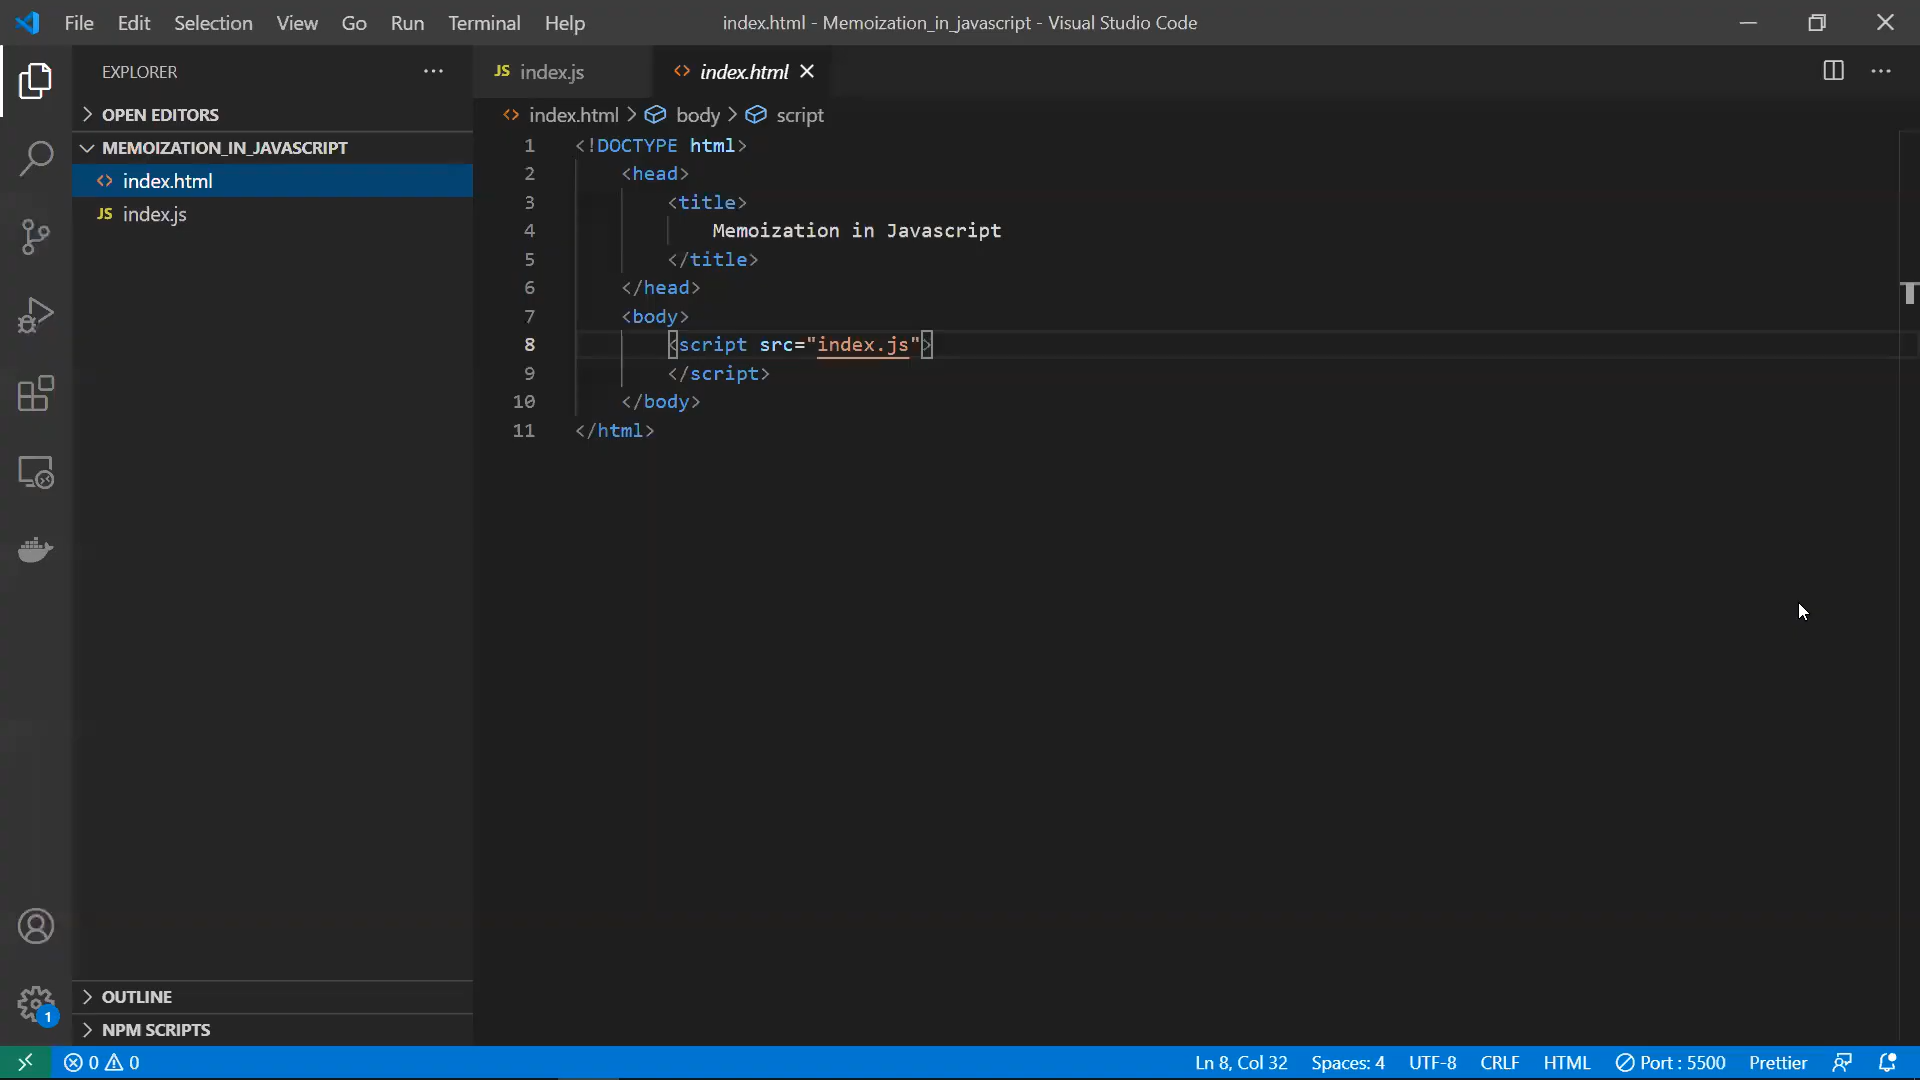 File Edit Selection View Go Run Terminal Help
index.html - Memoization_in_javascript - Visual Studio Code
EXPLORER
OPEN EDITORS
MEMOIZATION_IN_JAVASCRIPT
<> index.html
JS index.js
OUTLINE
NPM SCRIPTS
JS index.js
<> index.html
<> index.html > body > script
1 <!DOCTYPE html>
2 <head>
3 <title>
4 Memoization in Javascript
5 </title>
6 </head>
7 <body>
8 <script src="index.js">
9 </script>
10 </body>
11 </html>
1
0 0
Ln 8, Col 32 Spaces: 4 UTF-8 CRLF HTML Port : 5500 Prettier